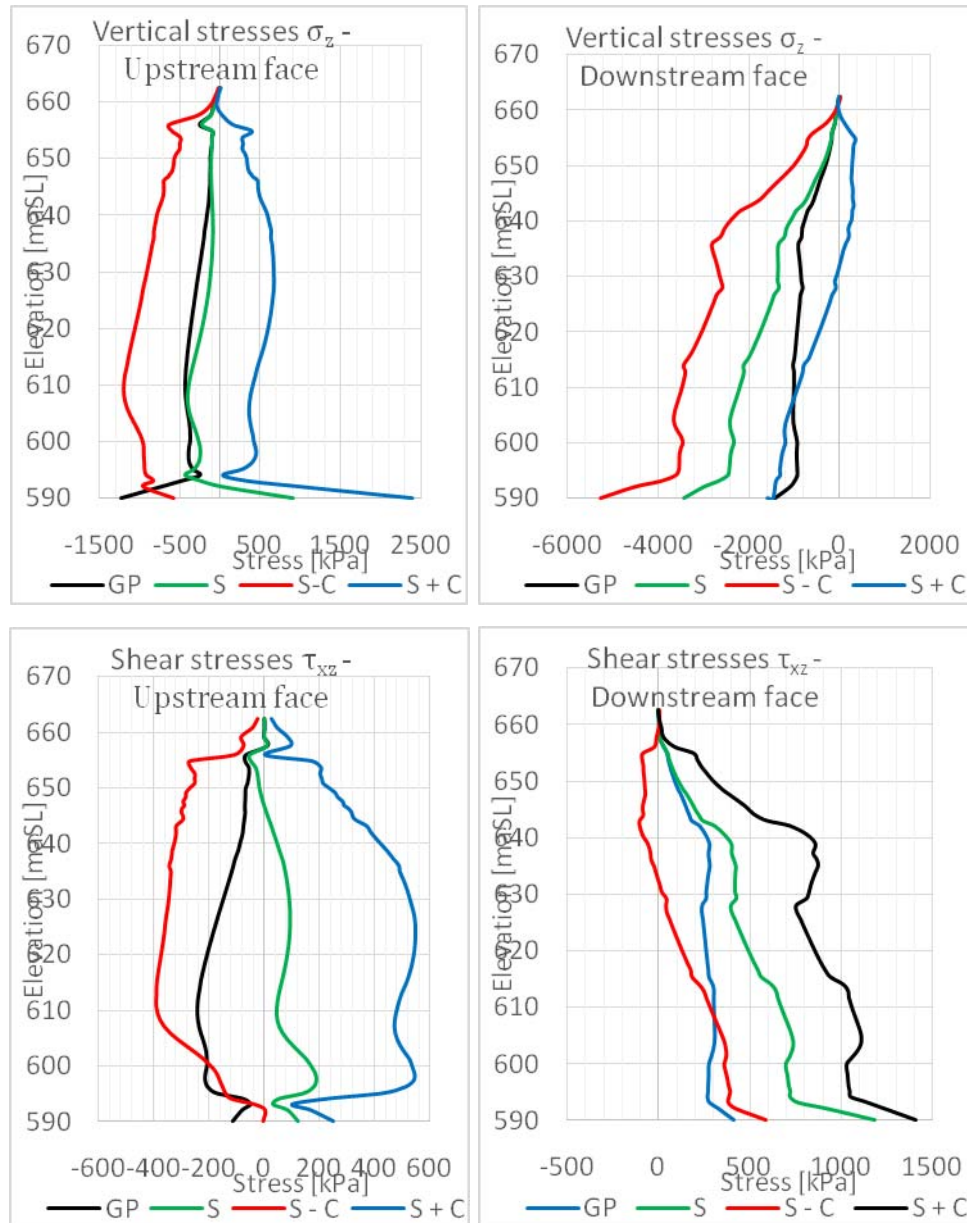 Vertical stresses σz -
Upstream face
670
660
650
640
630
620
610
600
590
Elevation [mąSL]
-1500 -500 500 1500 2500
Stress [kPa]
GP S S-C S + C
Vertical stresses σz -
Downstream face
670
660
650
640
630
620
610
600
590
Elevation [mąSL]
-6000 -4000 -2000 0 2000
Stress [kPa]
GP S S - C S + C
Shear stresses τxz -
Upstream face
670
660
650
640
630
620
610
600
590
Elevation [mąSL]
-600 -400 -200 0 200 400 600
Stress [kPa]
GP S S - C S + C
Shear stresses τxz -
Downstream face
670
660
650
640
630
620
610
600
590
Elevation [mąSL]
-500 0 500 1000 1500
Stress [kPa]
GP S S - C S + C